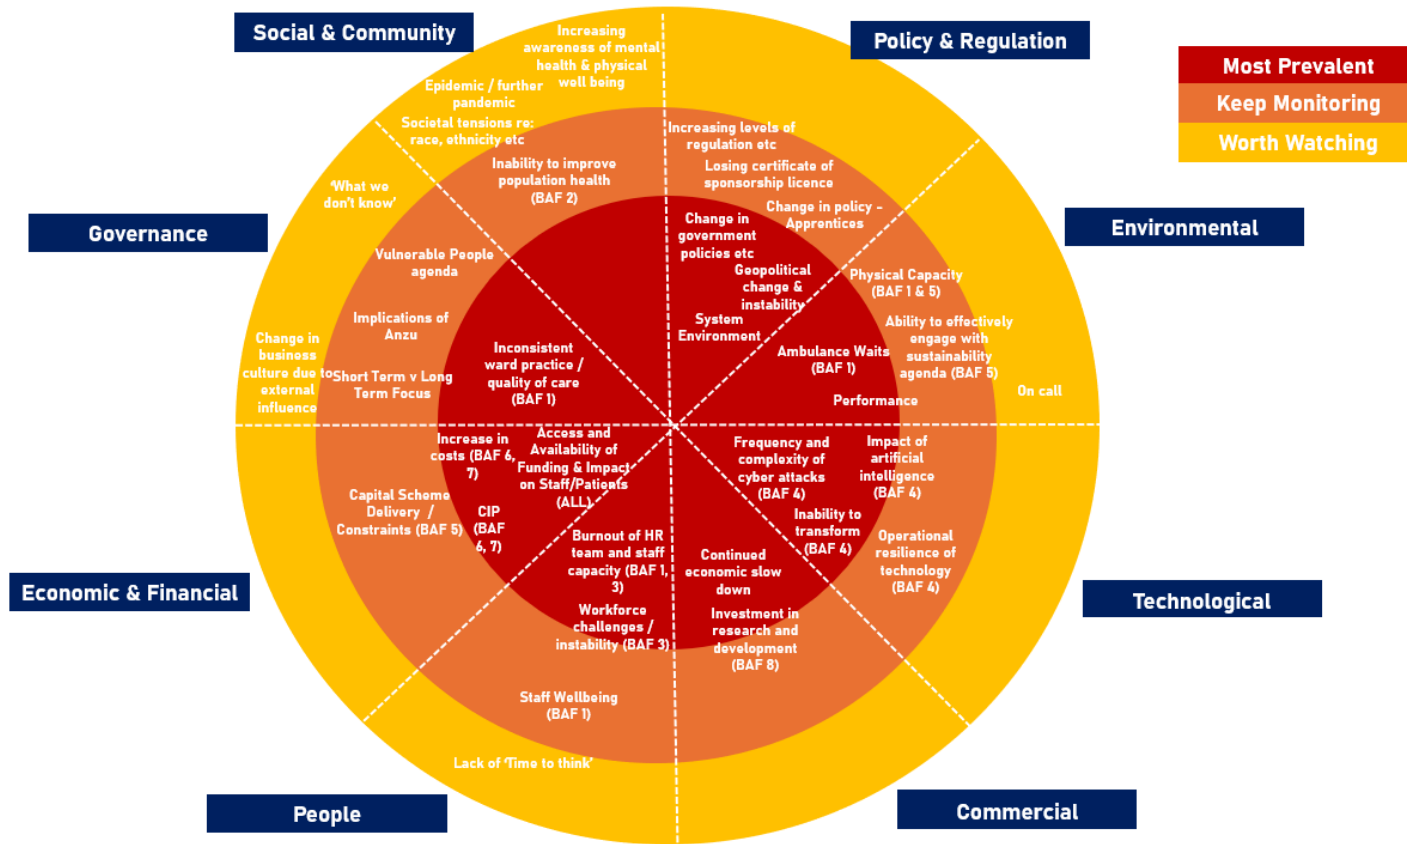 Social & Community
Policy & Regulation
Most Prevalent
Keep Monitoring
Worth Watching
Governance
Environmental
Economic & Financial
Technological
People
Commercial
Increasing
awareness of mental
health & physical
well being
Epidemic / further
pandemic
Societal tensions re:
race, ethnicity etc
Inability to improve
population health
(BAF 2)
Increasing levels of
regulation etc
Losing certificate of
sponsorship licence
Change in policy –
Apprentices
Change in
government
policies etc
Geopolitical
change &
instability
System
Environment
Physical Capacity
(BAF 1 & 5)
Ability to effectively
engage with
sustainability
agenda (BAF 5)
On call
Ambulance Waits
(BAF 1)
Performance
'What we
don't know'
Vulnerable People
agenda
Implications of
Anzu
Change in
business
culture due to
external
influence
Short Term v Long
Term Focus
Inconsistent
ward practice /
quality of care
(BAF 1)
Increase in
costs (BAF 6,
7)
Access and
Availability of
Funding & Impact
on Staff/Patients
(ALL)
Capital Scheme
Delivery /
Constraints (BAF 5)
CIP
(BAF
6, 7)
Frequency and
complexity of
cyber attacks
(BAF 4)
Impact of
artificial
intelligence
(BAF 4)
Inability to
transform
(BAF 4)
Operational
resilience of
technology
(BAF 4)
Burnout of HR
team and staff
capacity (BAF 1,
3)
Workforce
challenges /
instability (BAF 3)
Staff Wellbeing
(BAF 1)
Lack of 'Time to think'
Continued
economic slow
down
Investment in
research and
development
(BAF 8)